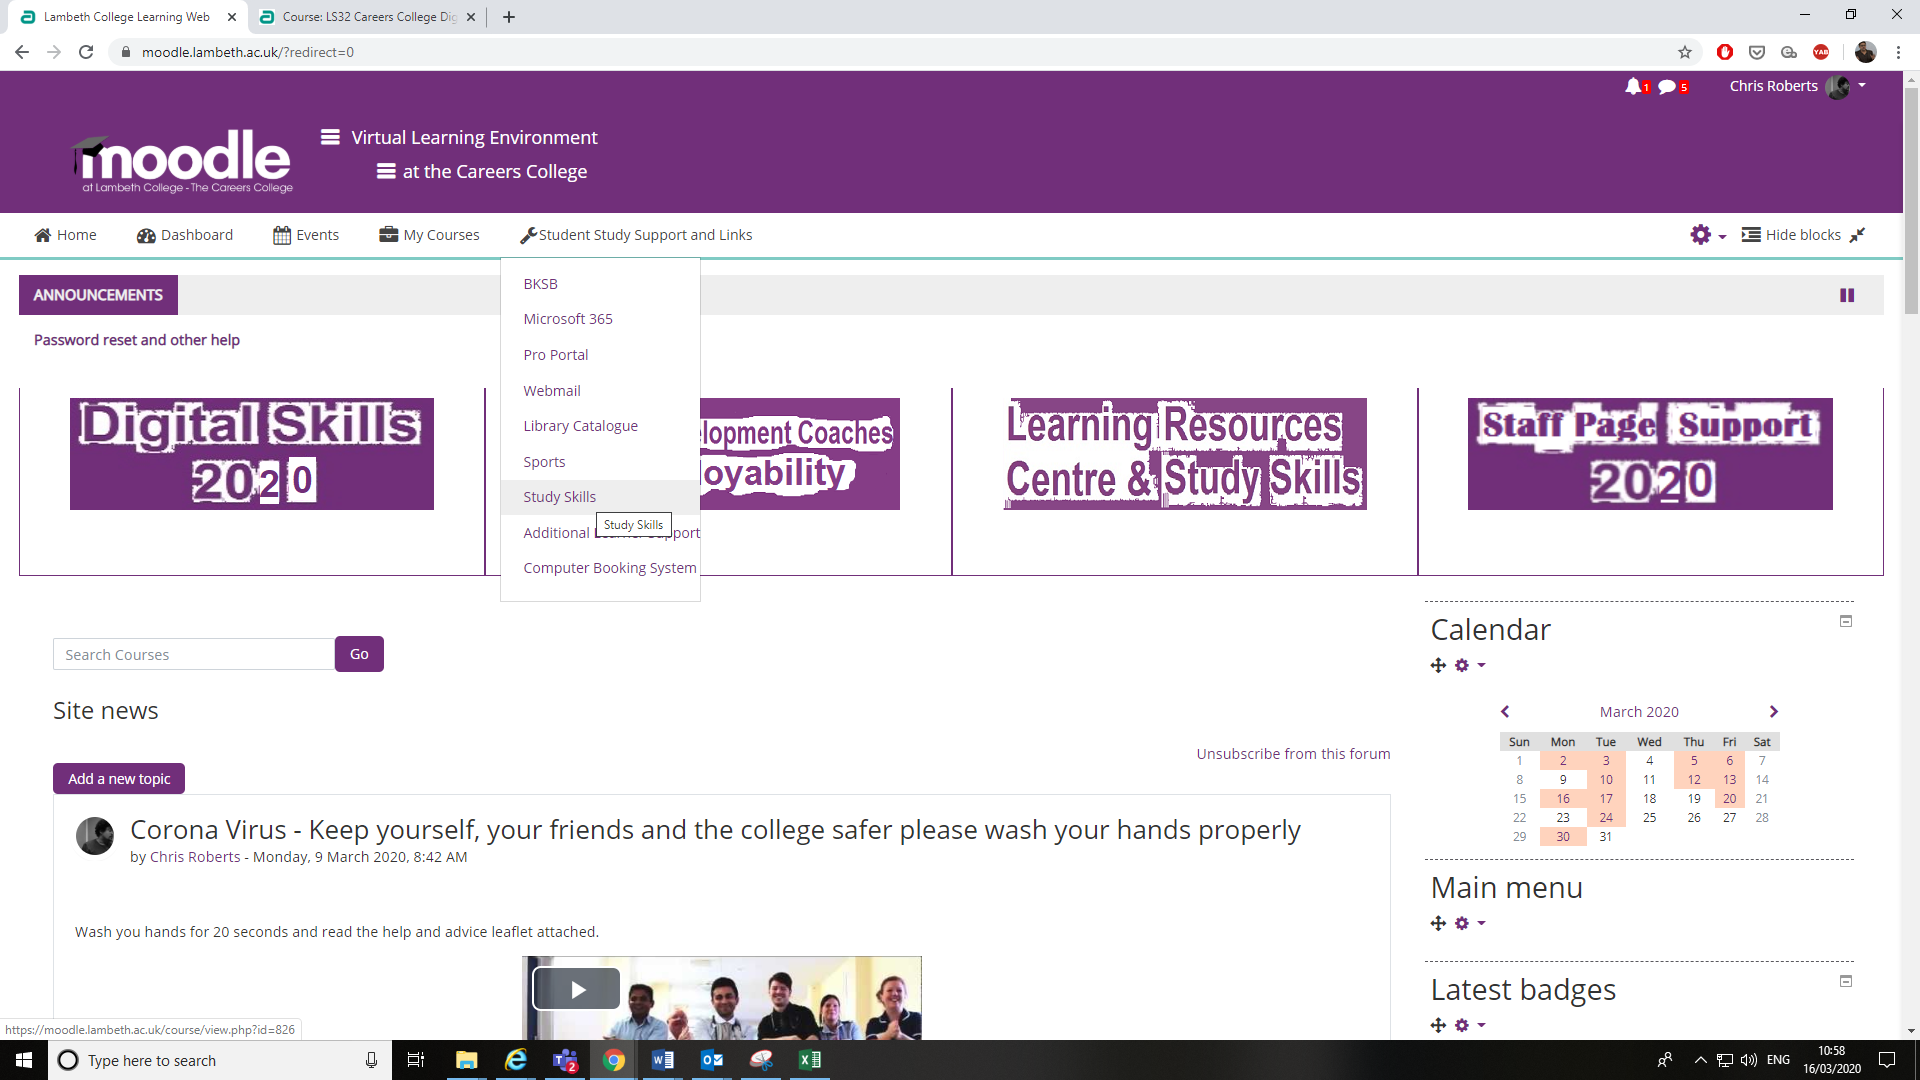 Lambeth College Learning Web
Course: LS32 Careers College Dig
moodle.lambeth.ac.uk/?redirect=0
YAB
1
5
Chris Roberts
moodle
at Lambeth College - The Careers College
Virtual Learning Environment
at the Careers College
Home
Dashboard
Events
My Courses
Student Study Support and Links
Hide blocks
BKSB
Microsoft 365
Pro Portal
Webmail
Library Catalogue
Sports
Study Skills
Study Skills
Additional
Computer Booking System
ANNOUNCEMENTS
Password reset and other help
Digital Skills
2020
lopment Coaches
oyability
Learning Resources
Centre & Study Skills
Staff Page Support
2020
Search Courses
Go
Site news
Unsubscribe from this forum
Add a new topic
Corona Virus - Keep yourself, your friends and the college safer please wash your hands properly
by Chris Roberts - Monday, 9 March 2020, 8:42 AM
Wash you hands for 20 seconds and read the help and advice leaflet attached.
Calendar
March 2020
Sun Mon Tue Wed Thu Fri Sat
1 2 3 4 5 6 7
8 9 10 11 12 13 14
15 16 17 18 19 20 21
22 23 24 25 26 27 28
29 30 31
Main menu
Latest badges
https://moodle.lambeth.ac.uk/course/view.php?id=826
Type here to search
2
ENG
10:58
16/03/2020